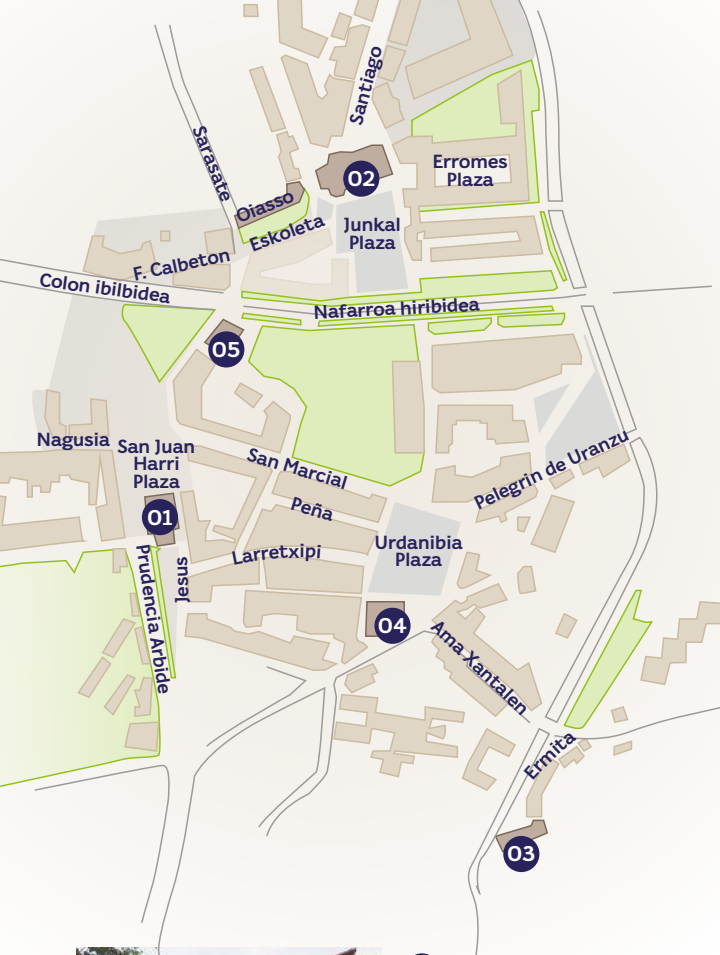 Santiago
Sarasate
Erromes
Plaza
02
Oiasso
Eskoleta
Junkal
Plaza
F. Calbeton
Colon ibilbidea
Nafarroa hiribidea
05
Nagusia
San Juan
Harri
Plaza
San Marcial
Pelegrin de Uranzu
01
Peña
Larretxipi
Urdanibia
Plaza
Jesus
Prudencia Arbide
04
Ama Xantalen
Ermita
03